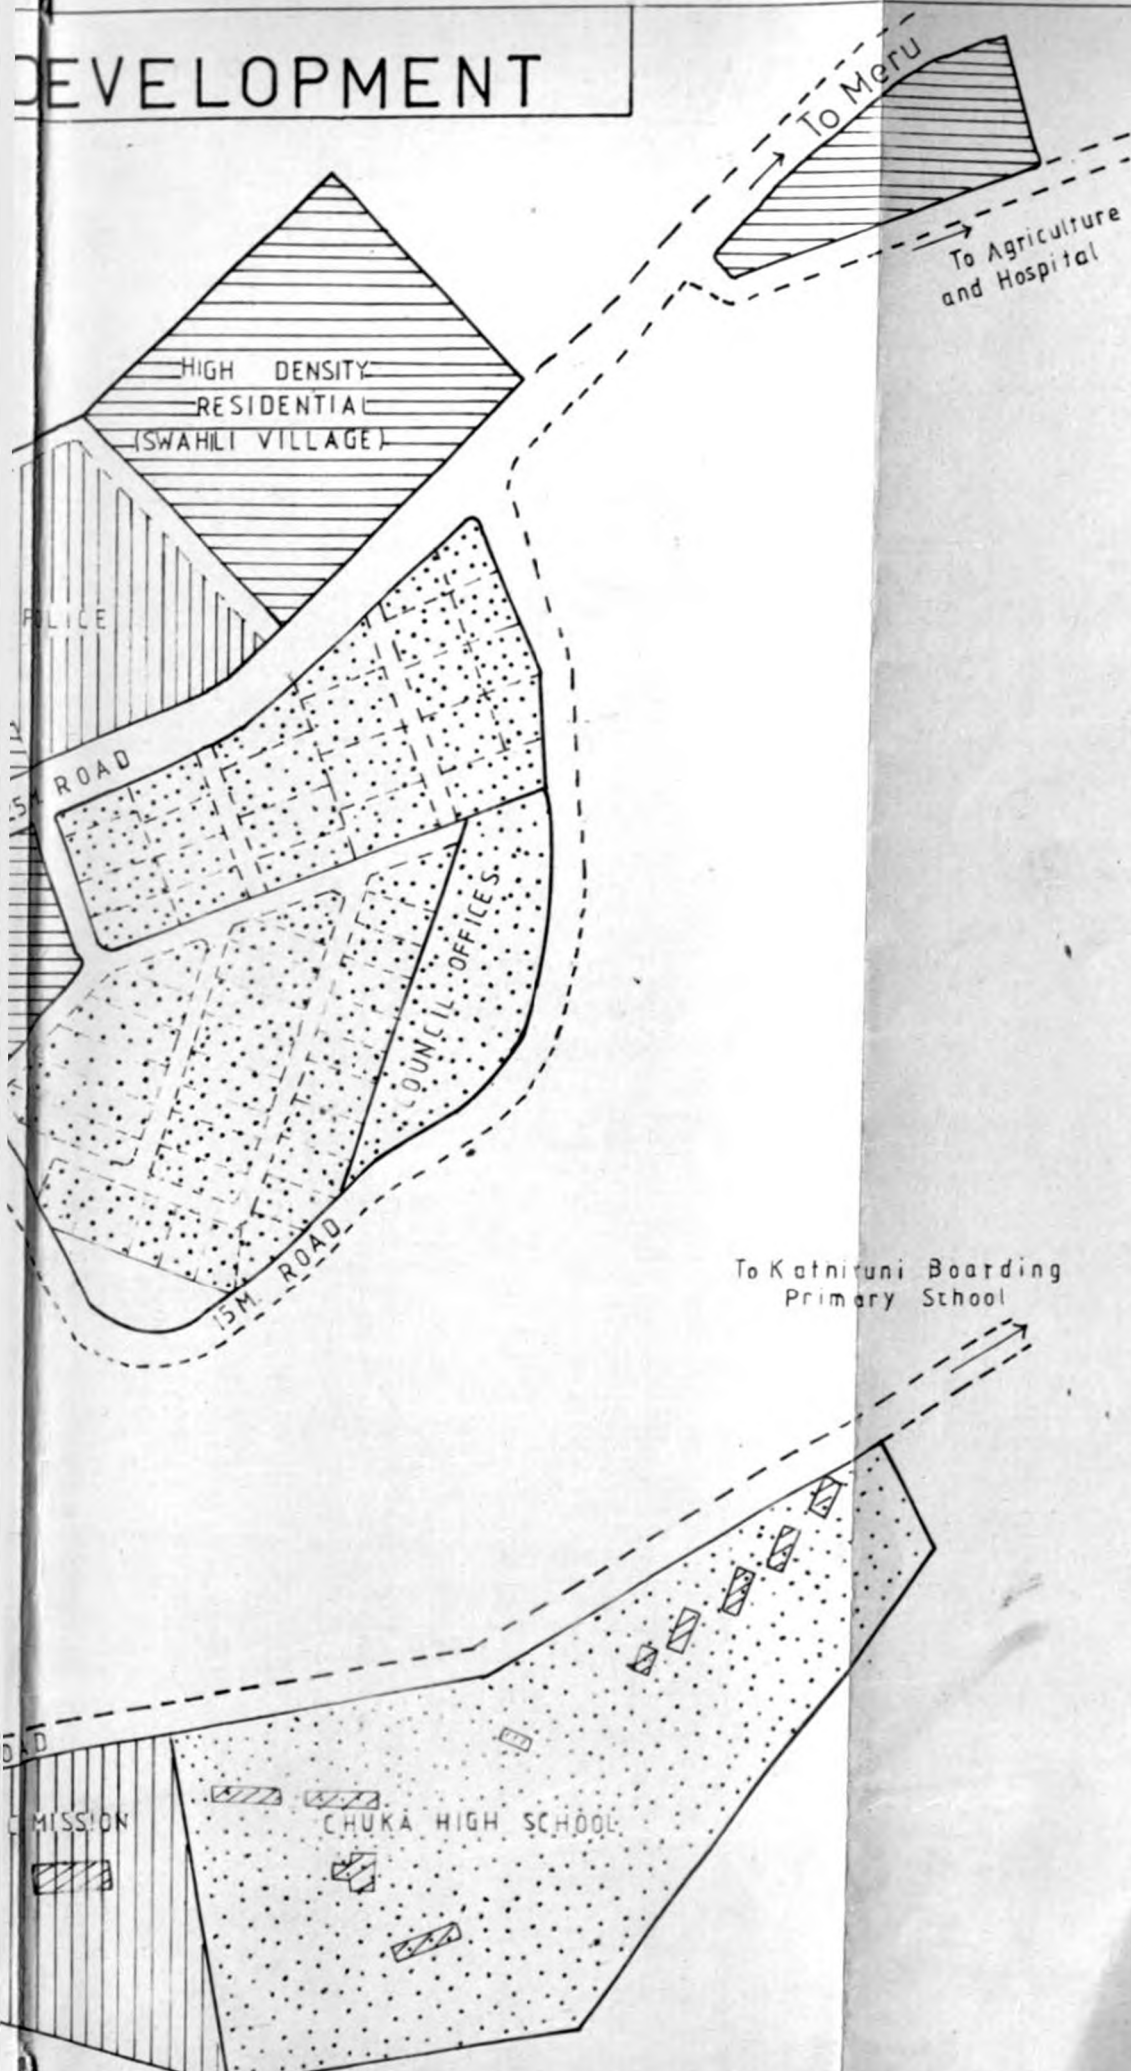 DEVELOPMENT
To Meru
To Agriculture
and Hospital
HIGH DENSITY
RESIDENTIAL
(SWAHILI VILLAGE)
POLICE
ROAD
COUNCIL OFFICES
15M ROAD
To Kathiruni Boarding
Primary School
MISSION
CHUKA HIGH SCHOOL